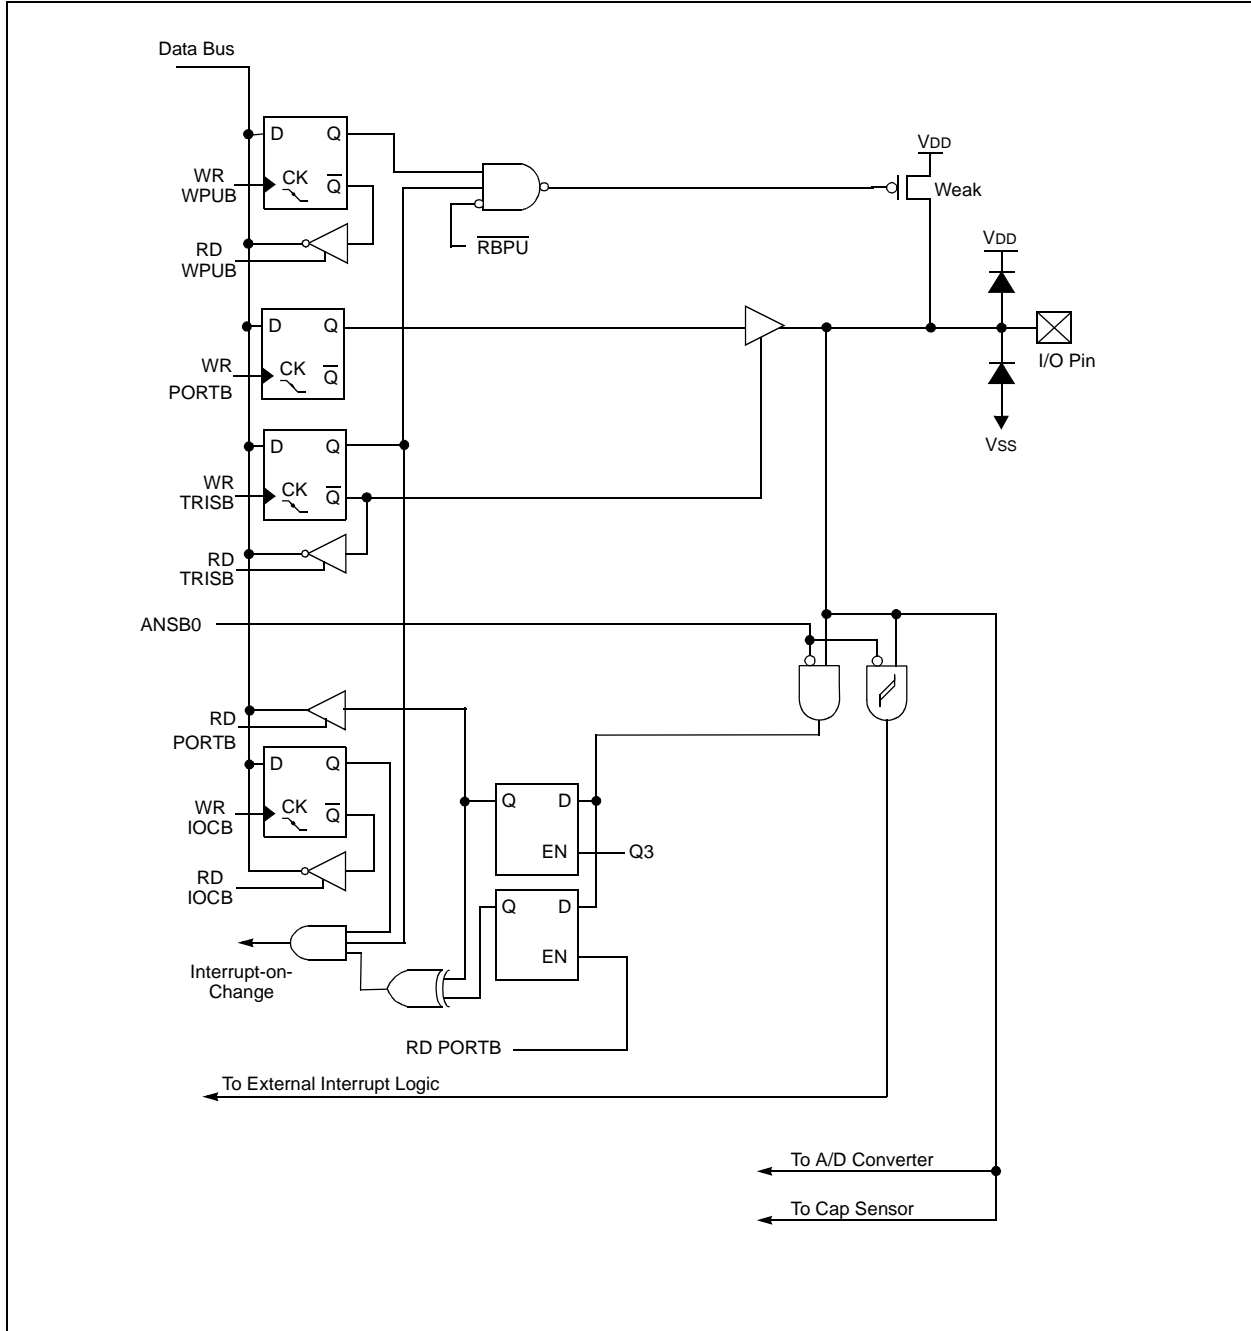 Data Bus
D Q
WR
WPUB
CK Q̅
RD
WPUB
R̅B̅P̅U̅
VDD
Weak
VDD
I/O Pin
VSS
D Q
WR
PORTB
CK Q̅
D Q
WR
TRISB
CK Q̅
RD
TRISB
ANSB0
RD
PORTB
D Q
WR
IOCB
CK Q̅
RD
IOCB
Q D
EN
Q3
Q D
EN
Interrupt-on-
Change
RD PORTB
To External Interrupt Logic
To A/D Converter
To Cap Sensor